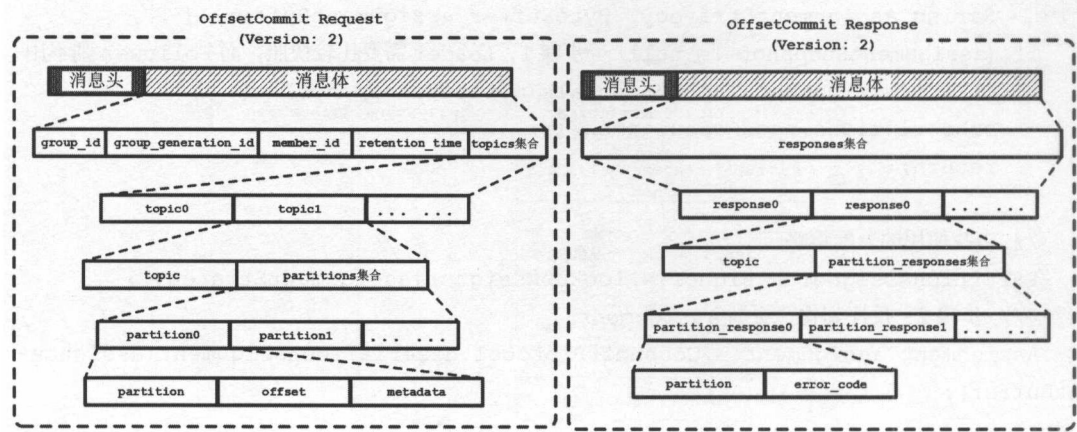 OffsetCommit Request
(Version: 2)
消息头 消息体
group_id group_generation_id member_id retention_time topics集合
topic0 topic1 ... ...
topic partitions集合
partition0 partition1 ... ...
partition offset metadata
OffsetCommit Response
(Version: 2)
消息头 消息体
responses集合
response0 response0 ... ...
topic partition_responses集合
partition_response0 partition_response1 ... ...
partition error_code